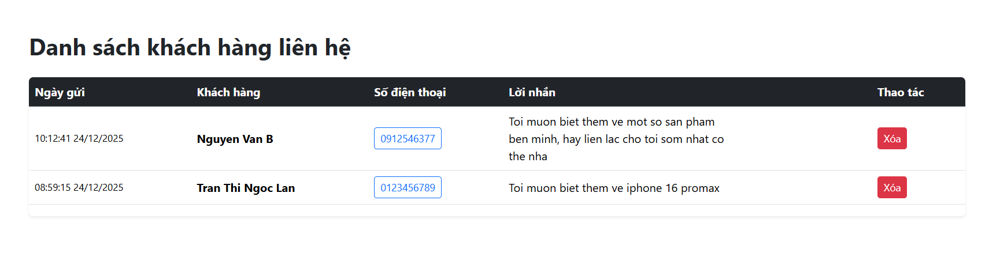 Danh sách khách hàng liên hệ
Ngày gửi Khách hàng Số điện thoại Lời nhắn Thao tác
10:12:41 24/12/2025 Nguyen Van B 0912546377 Toi muon biet them ve mot so san pham
ben minh, hay lien lac cho toi som nhat co
the nha Xóa
08:59:15 24/12/2025 Tran Thi Ngoc Lan 0123456789 Toi muon biet them ve iphone 16 promax Xóa